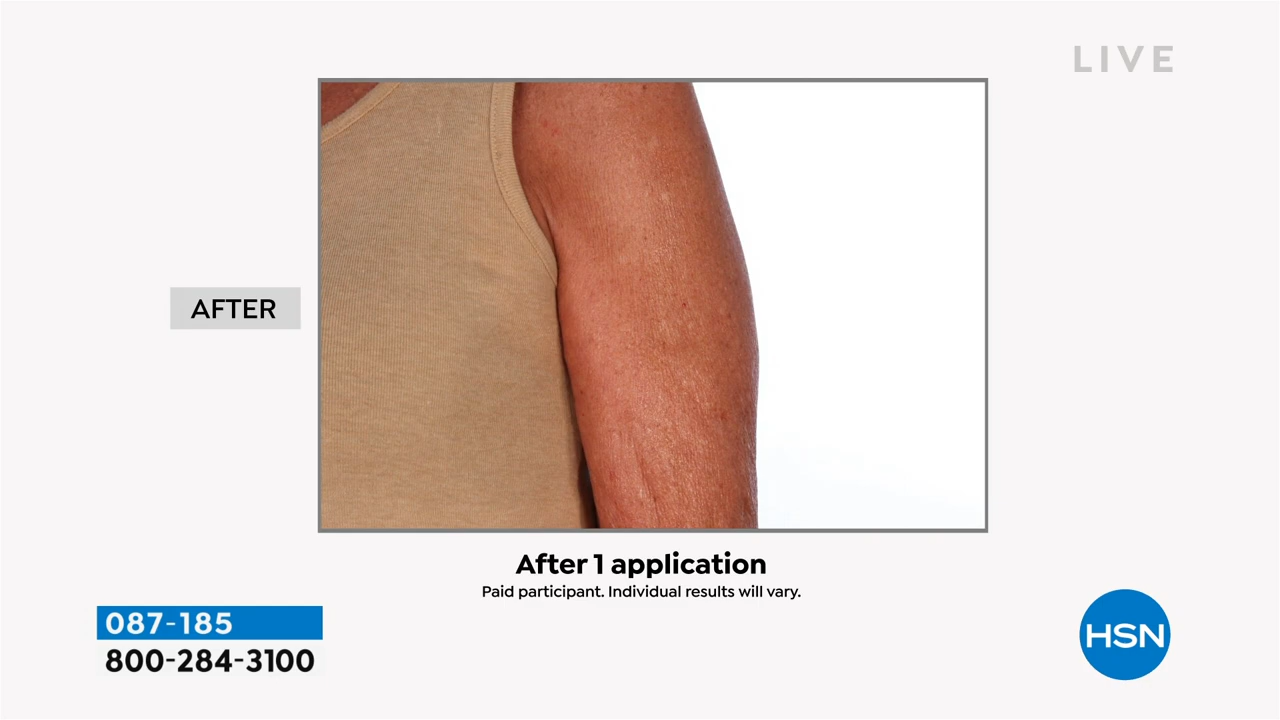 LIVE
AFTER
After 1 application
Paid participant. Individual results will vary.
087-185
800-284-3100
HSN